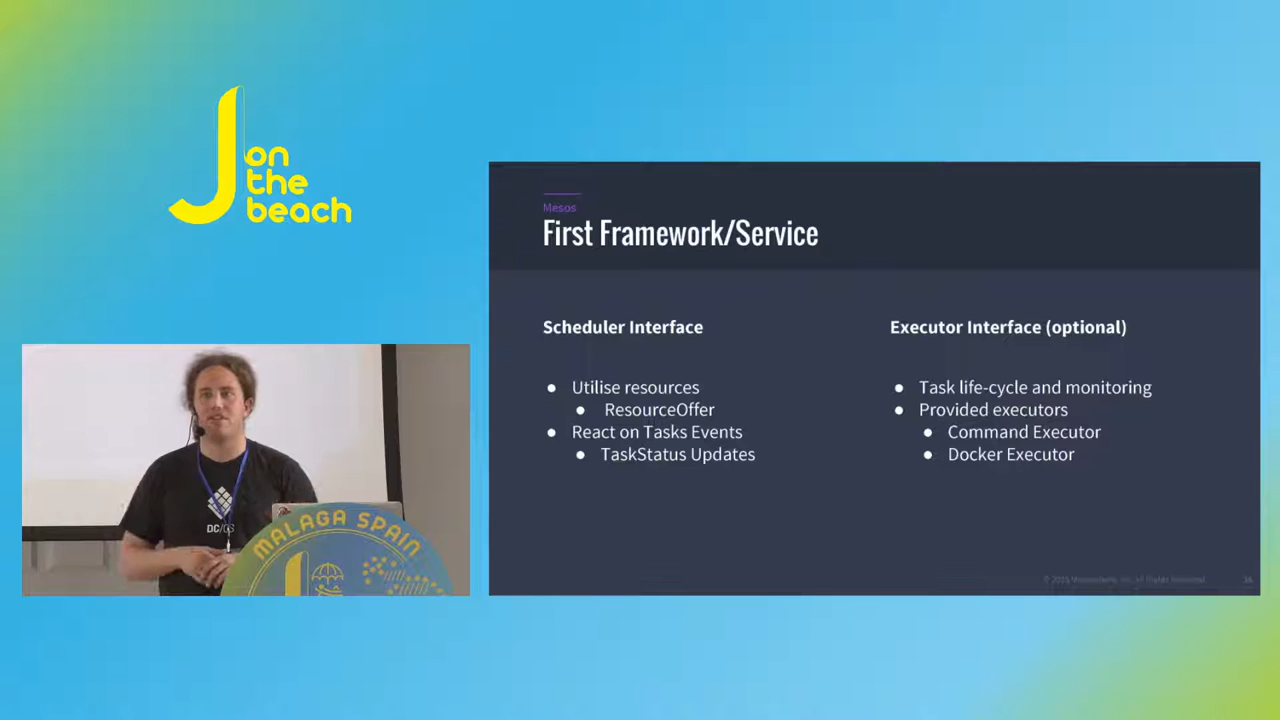 J on
the
beach
Mesos
First Framework/Service
Scheduler Interface
● Utilise resources
● ResourceOffer
● React on Tasks Events
● TaskStatus Updates
Executor Interface (optional)
● Task life-cycle and monitoring
● Provided executors
● Command Executor
● Docker Executor
DC/OS
MALAGA SPAIN